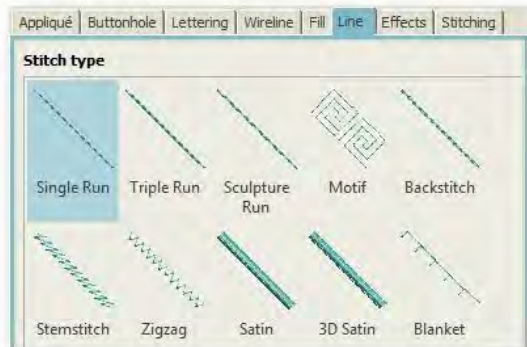 Appliqué Buttonhole Lettering Wireline Fill Line Effects Stitching
Stitch type
Single Run Triple Run Sculpture Run Motif Backstitch
Stemstitch Zigzag Satin 3D Satin Blanket